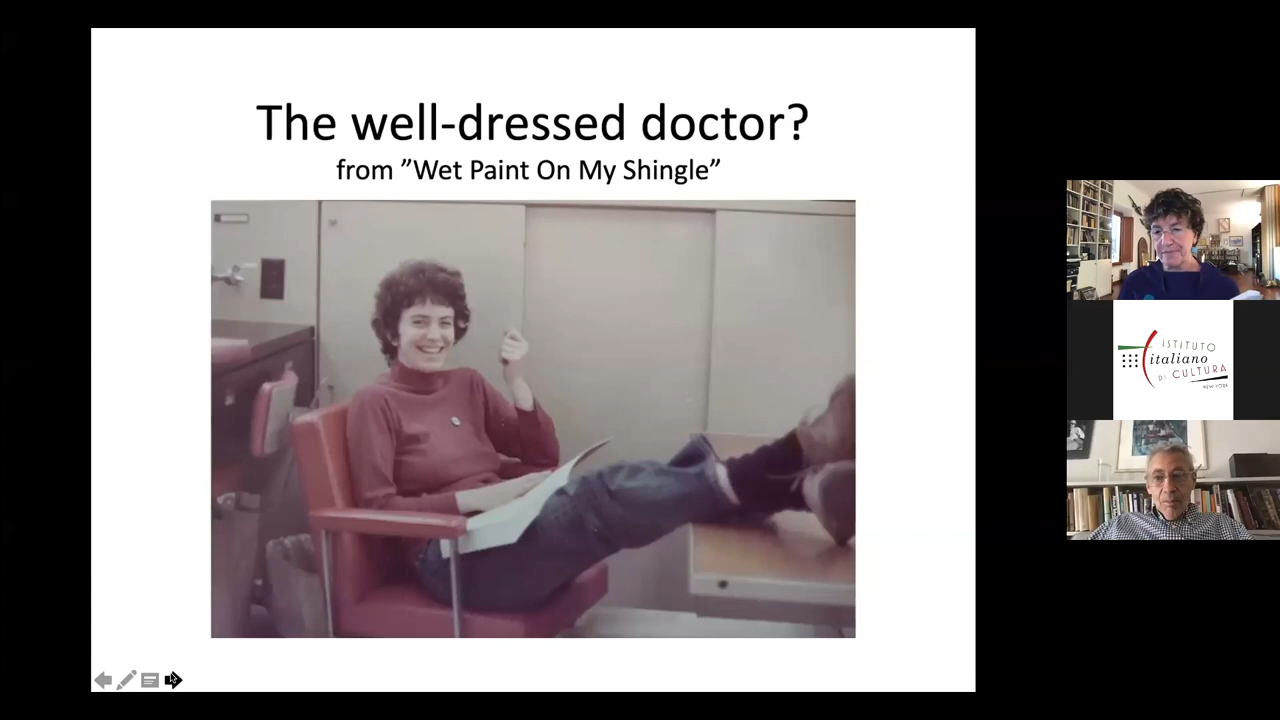 The well-dressed doctor?
from ”Wet Paint On My Shingle”
ISTITUTO
italiano
DI CULTURA
NEW YORK